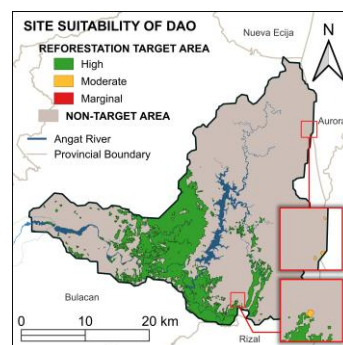 SITE SUITABILITY OF DAO
REFORESTATION TARGET AREA
High
Moderate
Marginal
NON-TARGET AREA
Angat River
Provincial Boundary
Nueva Ecija
N
Aurora
Bulacan
Rizal
0 10 20 km